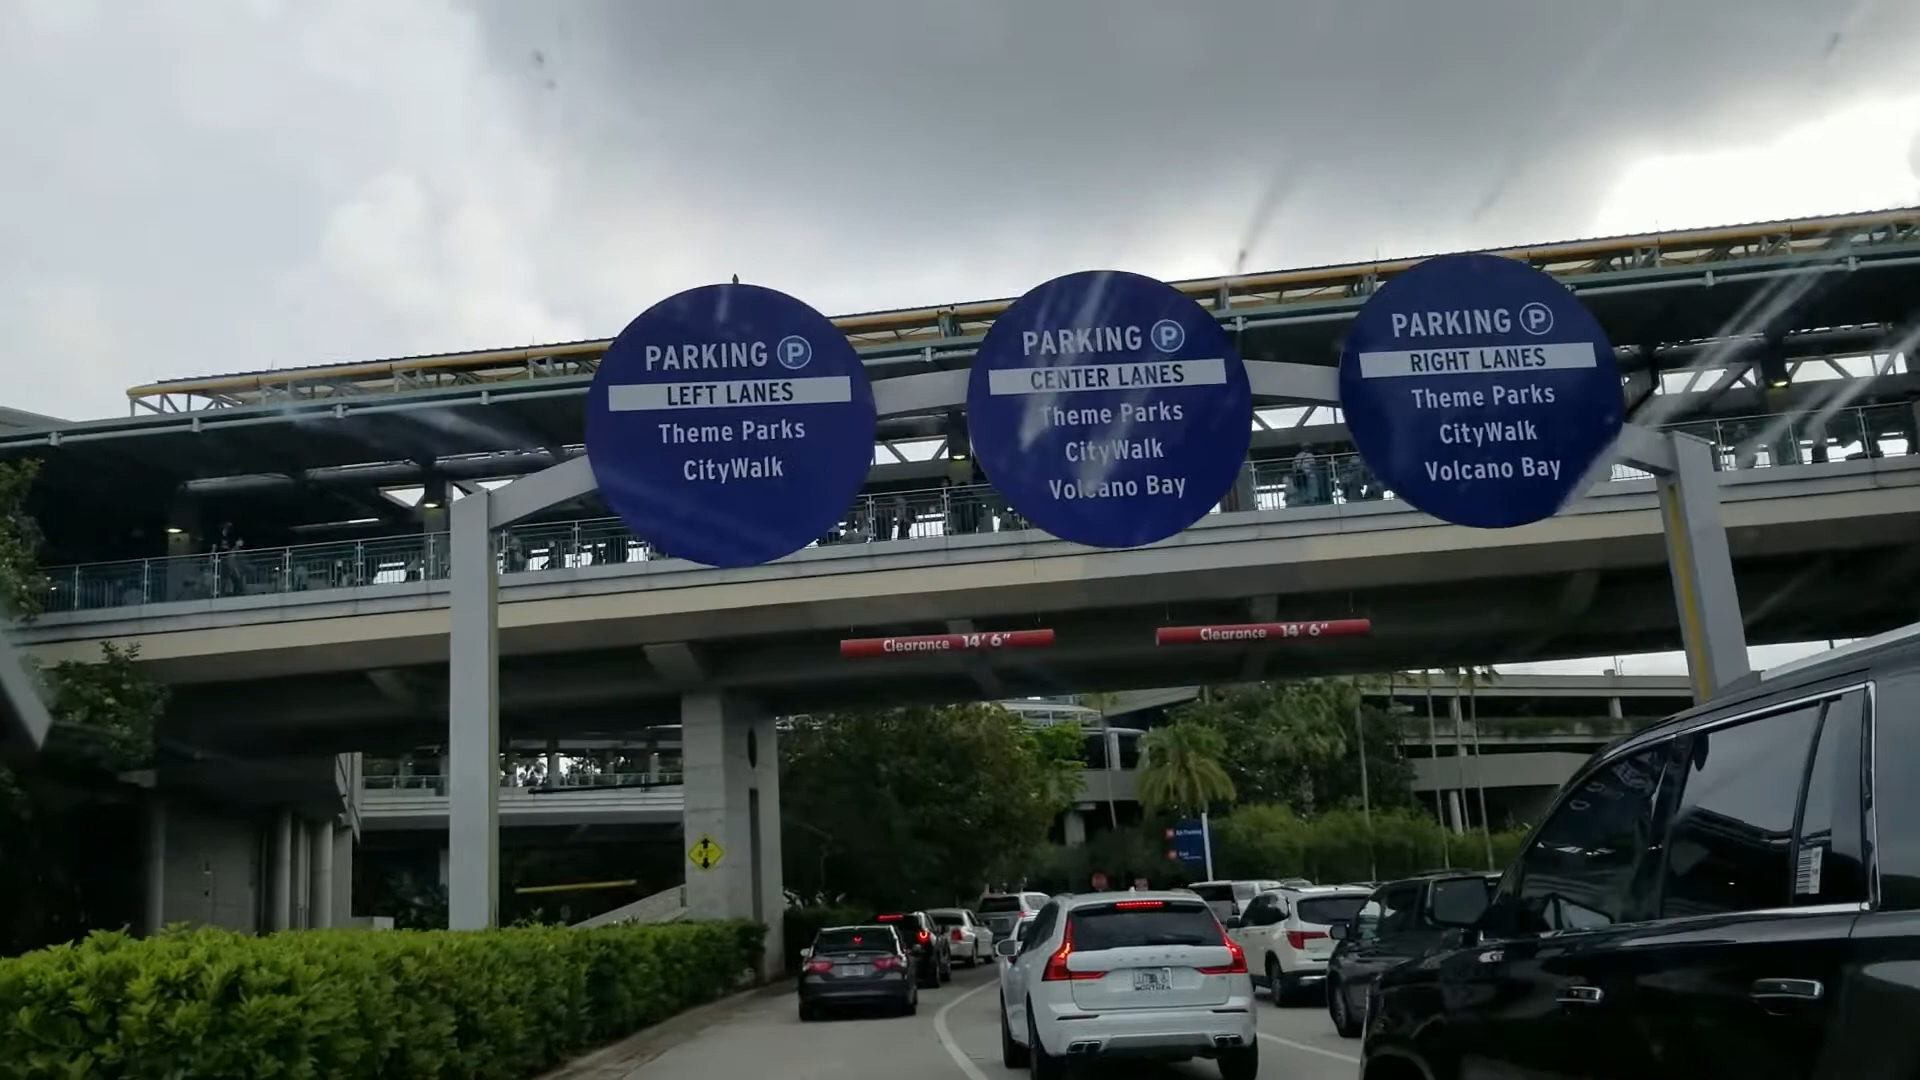 PARKING P
LEFT LANES
Theme Parks
CityWalk
PARKING P
CENTER LANES
Theme Parks
CityWalk
Volcano Bay
PARKING P
RIGHT LANES
Theme Parks
CityWalk
Volcano Bay
Clearance 14' 6"
Clearance 14' 6"